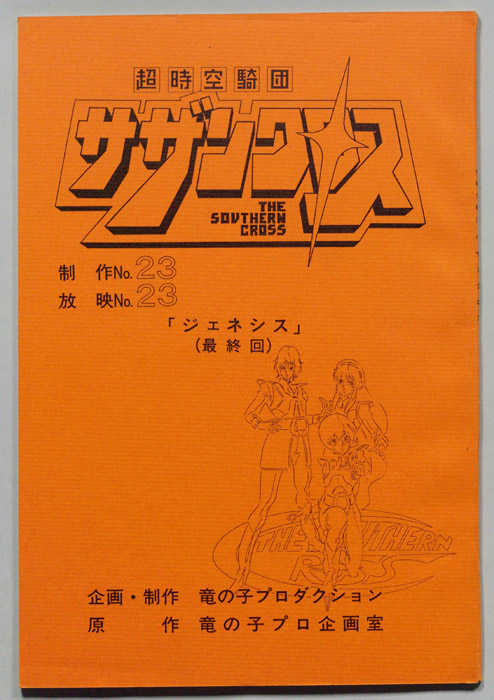 超時空騎団
サザンクロス
THE
SOUTHERN
CROSS
制作No.23
放映No.23
「ジェネシス」
(最終回)
THE SOUTHERN
CROSS
企画・制作 竜の子プロダクション
原作 竜の子プロ企画室